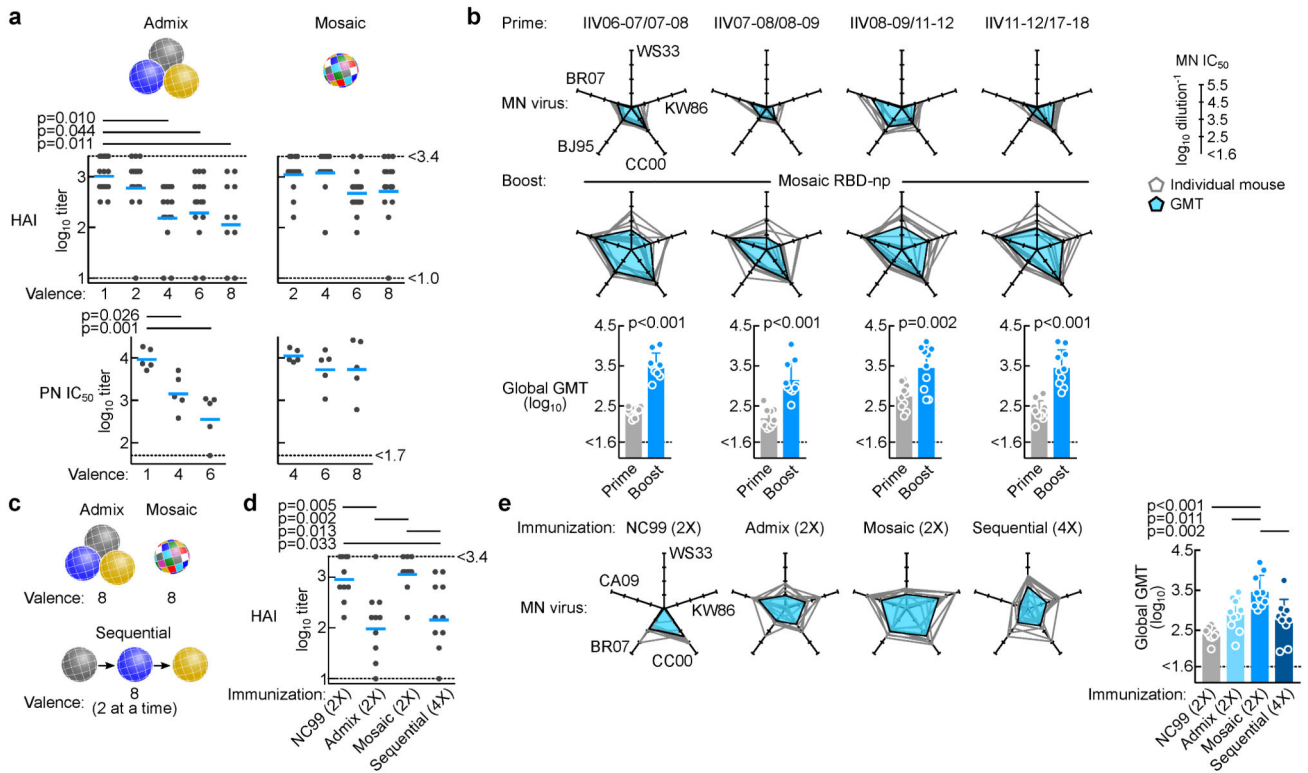 a
Admix
Mosaic
p=0.010
p=0.044
p=0.011
HAI
log10 titer
3
2
1
<3.4
<1.0
Valence:
1 2 4 6 8
2 4 6 8
p=0.026
p=0.001
PN IC50
log10 titer
4
3
2
<1.7
Valence:
1 4 6
4 6 8
b
Prime: IIV06-07/07-08 IIV07-08/08-09 IIV08-09/11-12 IIV11-12/17-18
MN virus:
WS33
BR07
KW86
BJ95
CC00
MN IC50
log10 dilution-1
5.5
4.5
3.5
2.5
<1.6
Individual mouse
GMT
Boost: Mosaic RBD-np
Global GMT
(log10)
4.5 p<0.001
3.5
2.5
<1.6
Prime
Boost
4.5 p<0.001
3.5
2.5
<1.6
Prime
Boost
4.5 p=0.002
3.5
2.5
<1.6
Prime
Boost
4.5 p<0.001
3.5
2.5
<1.6
Prime
Boost
c
Admix Mosaic
Valence: 8 8
Sequential
Valence: 8
(2 at a time)
d
p=0.005
p=0.002
p=0.013
p=0.033
HAI
log10 titer
3
2
1
<3.4
Immunization:
NC99 (2X)
Admix (2X)
Mosaic (2X)
Sequential (4X)
e
Immunization: NC99 (2X) Admix (2X) Mosaic (2X) Sequential (4X)
MN virus:
WS33
CA09
KW86
BR07
CC00
p<0.001
p=0.011
p=0.002
Global GMT
(log10)
4.5
3.5
2.5
<1.6
Immunization:
NC99 (2X)
Admix (2X)
Mosaic (2X)
Sequential (4X)